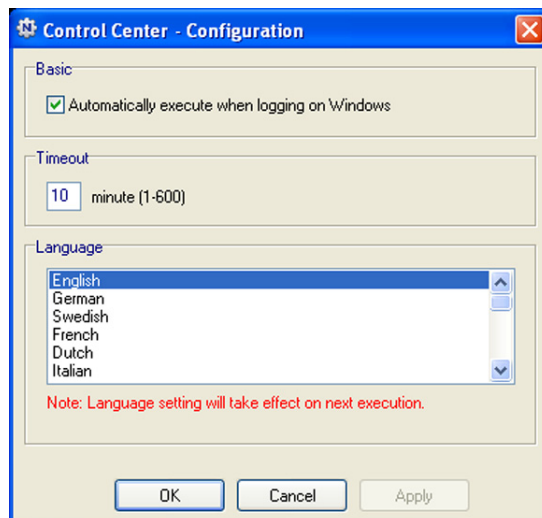 Control Center - Configuration
Basic
Automatically execute when logging on Windows
Timeout
10 minute (1-600)
Language
English
German
Swedish
French
Dutch
Italian
Note: Language setting will take effect on next execution.
OK Cancel Apply